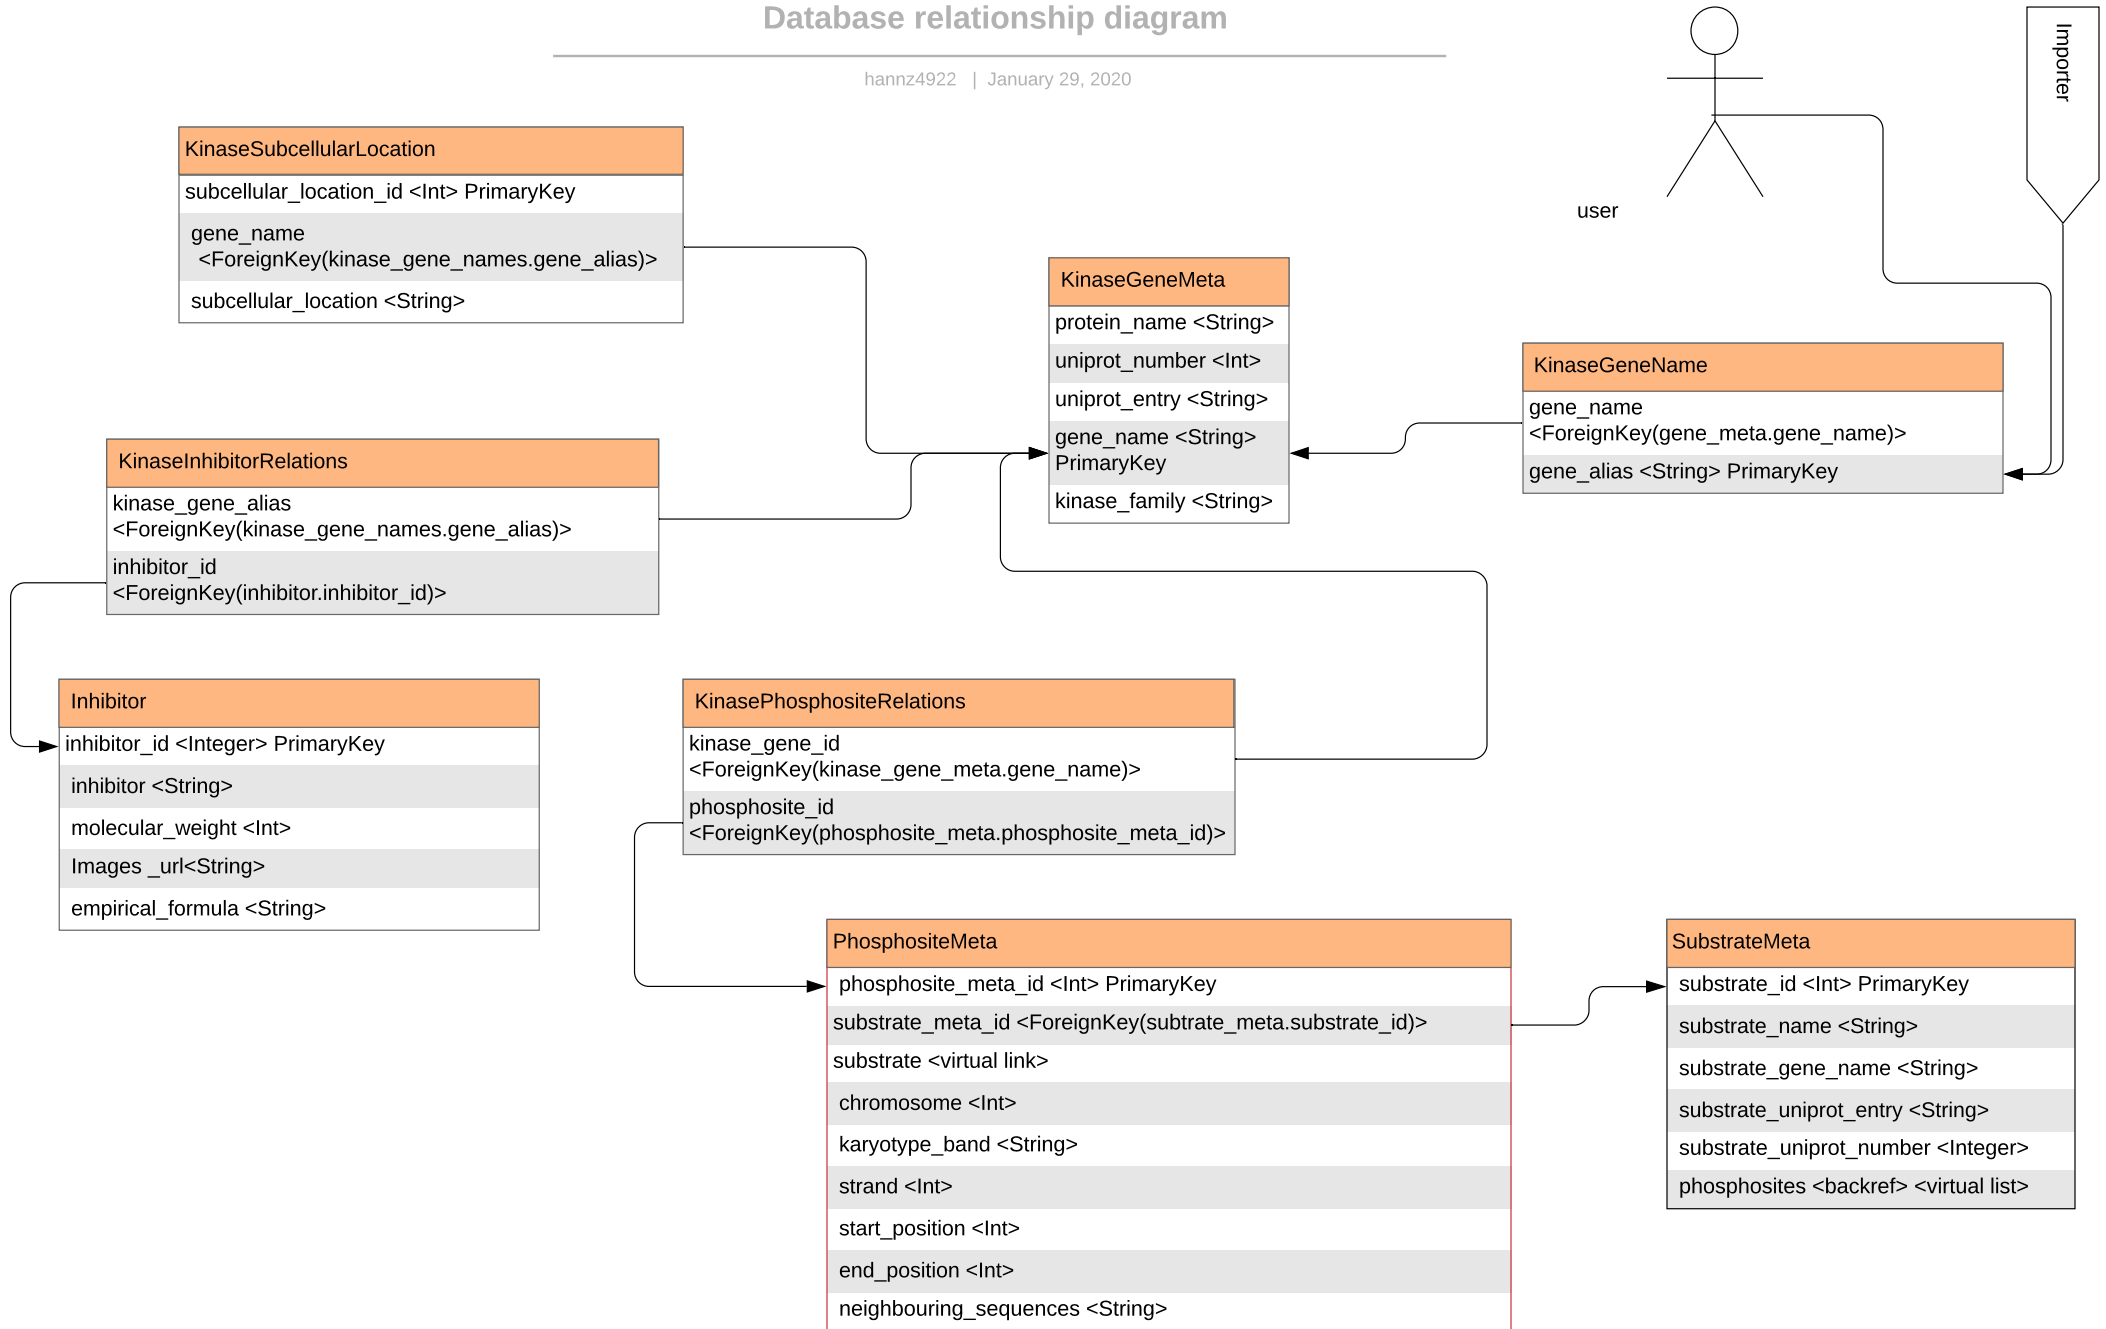 Database relationship diagram
hannz4922 | January 29, 2020
Importer
user
KinaseSubcellularLocation
subcellular_location_id <Int> PrimaryKey
gene_name
<ForeignKey(kinase_gene_names.gene_alias)>
subcellular_location <String>
KinaseGeneMeta
protein_name <String>
uniprot_number <Int>
uniprot_entry <String>
gene_name <String>
PrimaryKey
kinase_family <String>
KinaseGeneName
gene_name
<ForeignKey(gene_meta.gene_name)>
gene_alias <String> PrimaryKey
KinaseInhibitorRelations
kinase_gene_alias
<ForeignKey(kinase_gene_names.gene_alias)>
inhibitor_id
<ForeignKey(inhibitor.inhibitor_id)>
Inhibitor
inhibitor_id <Integer> PrimaryKey
inhibitor <String>
molecular_weight <Int>
Images _url<String>
empirical_formula <String>
KinasePhosphositeRelations
kinase_gene_id
<ForeignKey(kinase_gene_meta.gene_name)>
phosphosite_id
<ForeignKey(phosphosite_meta.phosphosite_meta_id)>
PhosphositeMeta
phosphosite_meta_id <Int> PrimaryKey
substrate_meta_id <ForeignKey(subtrate_meta.substrate_id)>
substrate <virtual link>
chromosome <Int>
karyotype_band <String>
strand <Int>
start_position <Int>
end_position <Int>
neighbouring_sequences <String>
SubstrateMeta
substrate_id <Int> PrimaryKey
substrate_name <String>
substrate_gene_name <String>
substrate_uniprot_entry <String>
substrate_uniprot_number <Integer>
phosphosites <backref> <virtual list>